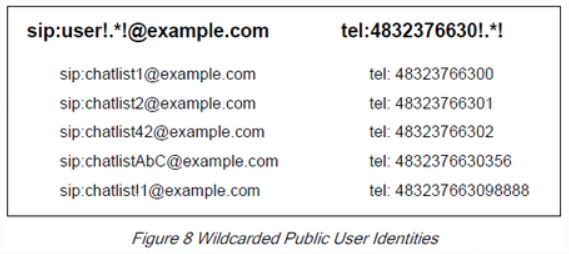 sip:user!.*!@example.com tel:4832376630!.*!
sip:chatlist1@example.com tel: 48323766300
sip:chatlist2@example.com tel: 48323766301
sip:chatlist42@example.com tel: 48323766302
sip:chatlistAbC@example.com tel: 4832376630356
sip:chatlist!1@example.com tel: 483237663098888
Figure 8 Wildcarded Public User Identities